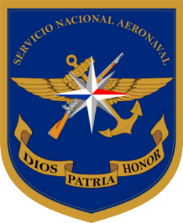 SERVICIO NACIONAL AERONAVAL
DIOS PATRIA HONOR